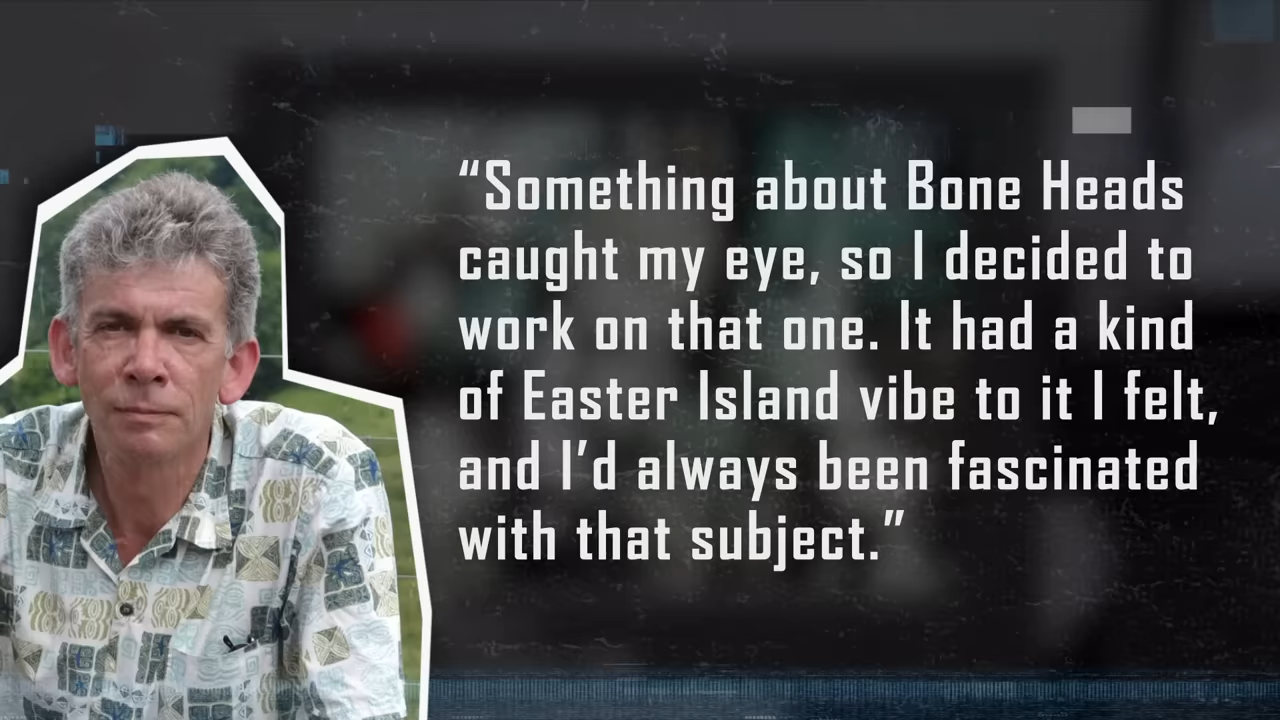 “Something about Bone Heads
caught my eye, so I decided to
work on that one. It had a kind
of Easter Island vibe to it I felt,
and I’d always been fascinated
with that subject.”